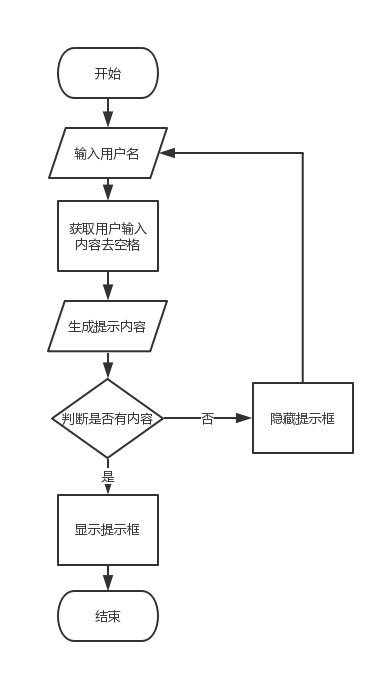 开始
输入用户名
获取用户输入
内容去空格
生成提示内容
判断是否有内容
否
隐藏提示框
是
显示提示框
结束